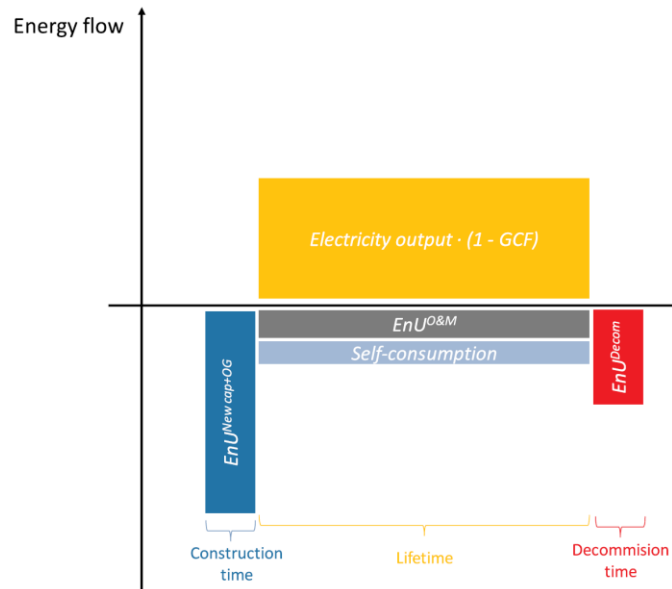 Energy flow
Electricity output · (1 - GCF)
EnU^O&M
Self-consumption
EnU^New cap+OG
EnU^Decom
Construction
time
Lifetime
Decommision
time